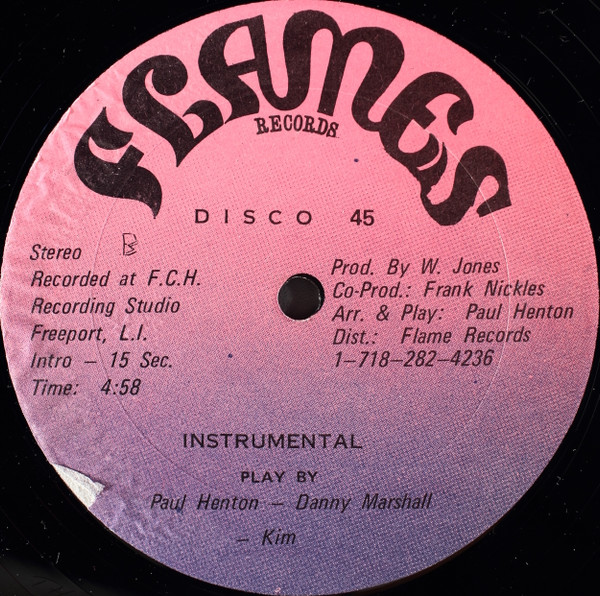 FLAMES
RECORDS
DISCO 45
Stereo B
Recorded at F.C.H.
Recording Studio
Freeport, L.I.
Intro – 15 Sec.
Time: 4:58
Prod. By W. Jones
Co-Prod.: Frank Nickles
Arr. & Play: Paul Henton
Dist.: Flame Records
1–718–282–4236
INSTRUMENTAL
PLAY BY
Paul Henton – Danny Marshall
– Kim